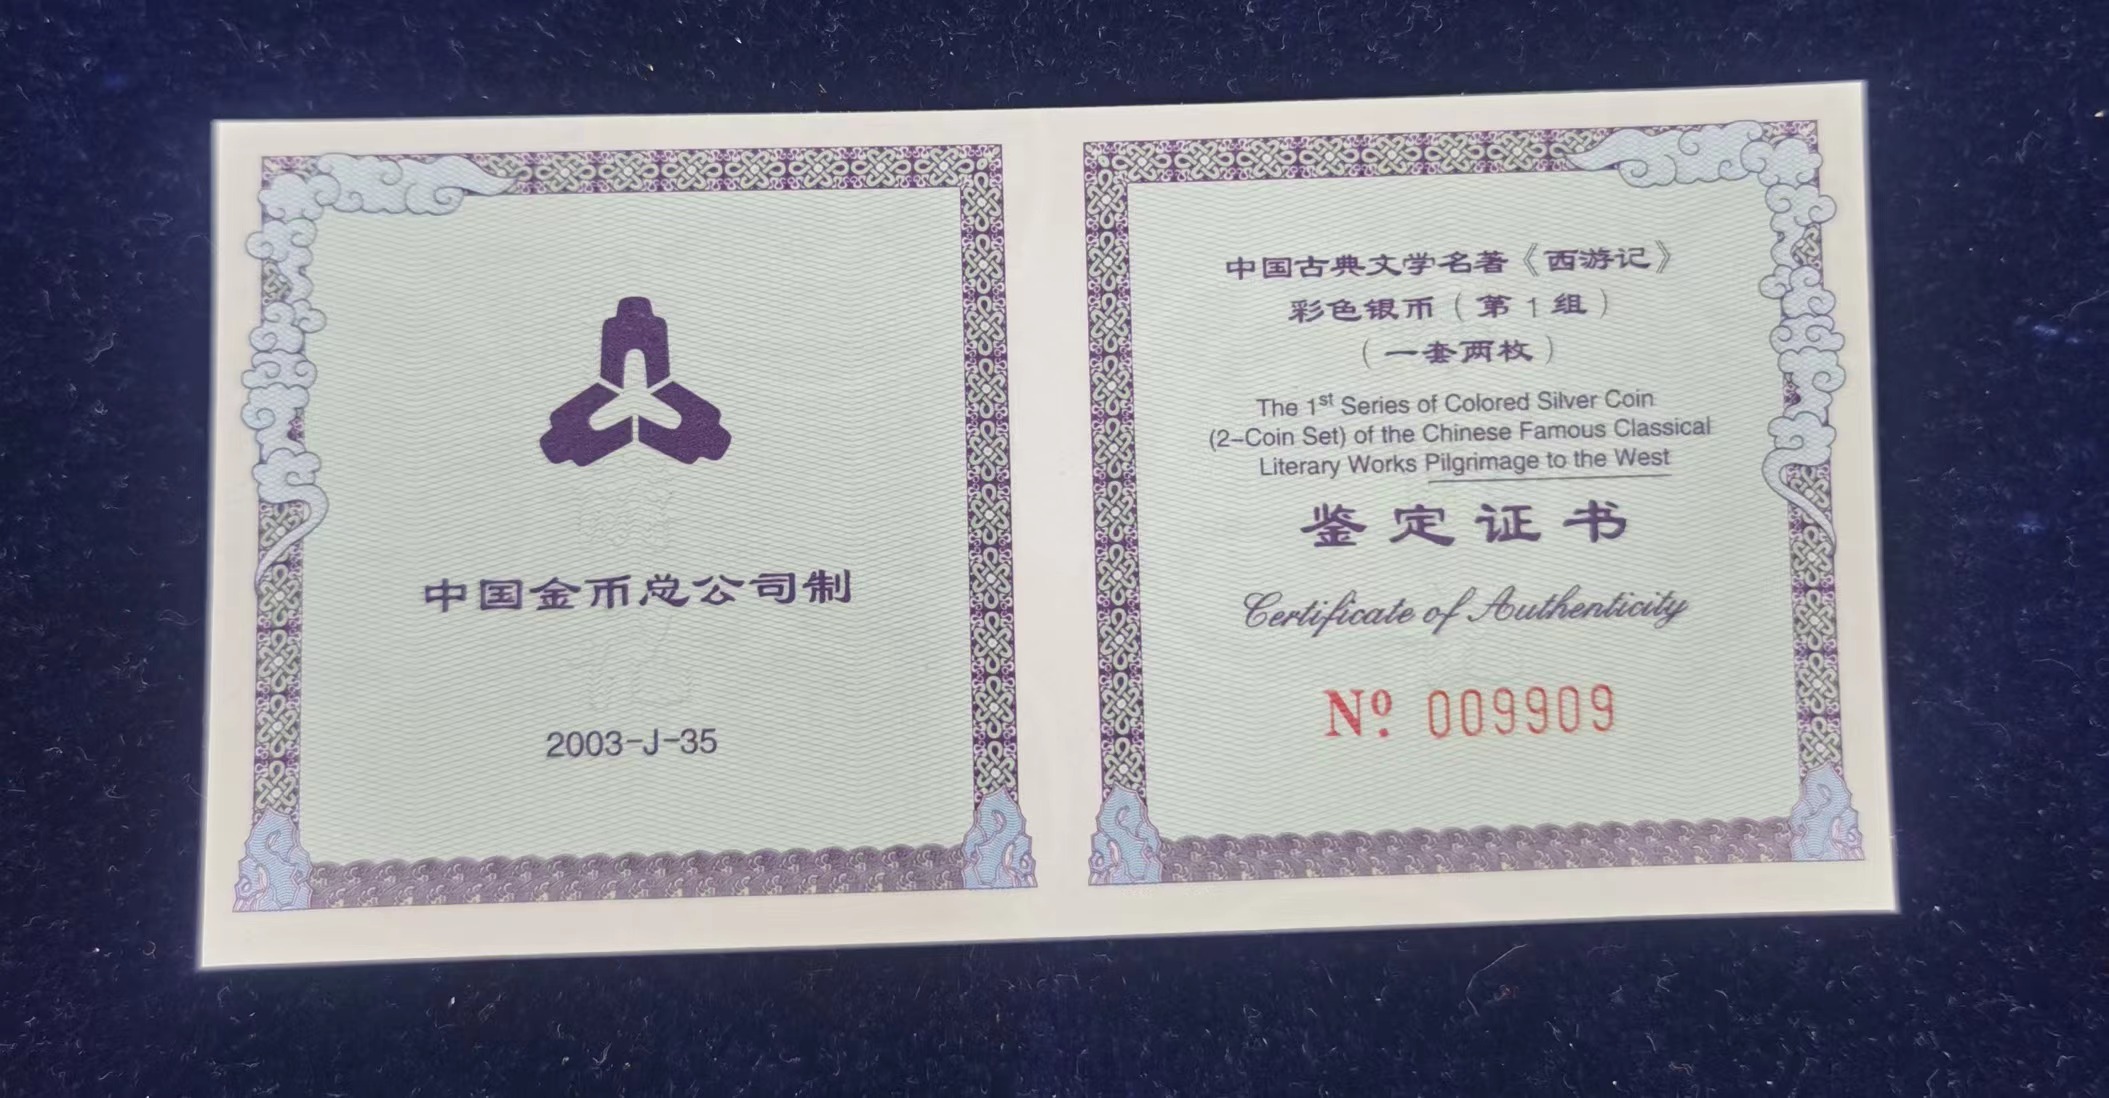 中国金币总公司制
2003-J-35
中国古典文学名著《西游记》
彩色银币（第1组）
（一套两枚）
The 1st Series of Colored Silver Coin
(2-Coin Set) of the Chinese Famous Classical
Literary Works Pilgrimage to the West
鉴定证书
Certificate of Authenticity
Nº 009909